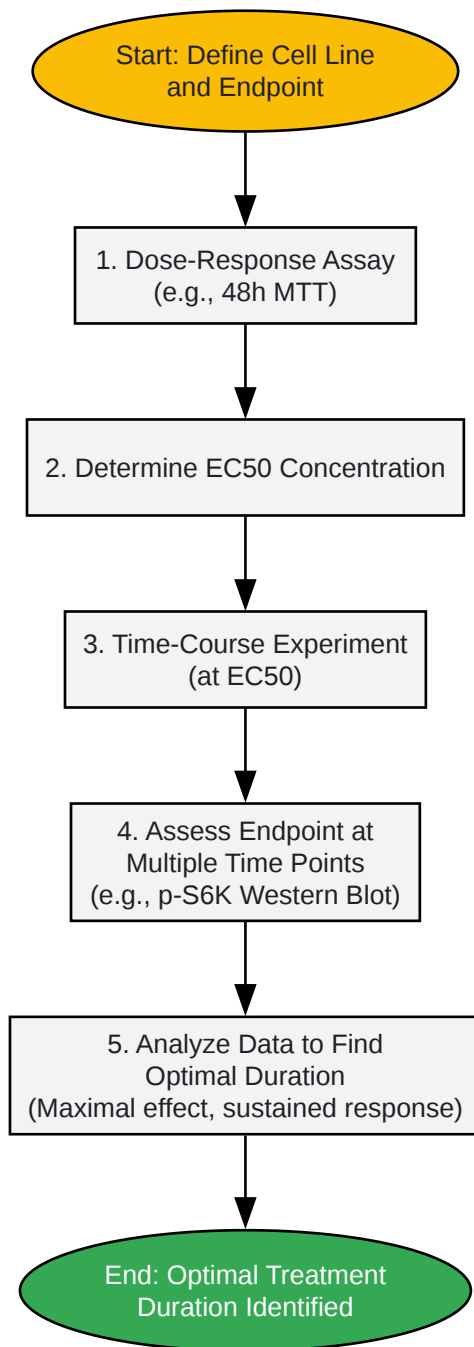 Start: Define Cell Line
and Endpoint
1. Dose-Response Assay
(e.g., 48h MTT)
2. Determine EC50 Concentration
3. Time-Course Experiment
(at EC50)
4. Assess Endpoint at
Multiple Time Points
(e.g., p-S6K Western Blot)
5. Analyze Data to Find
Optimal Duration
(Maximal effect, sustained response)
End: Optimal Treatment
Duration Identified